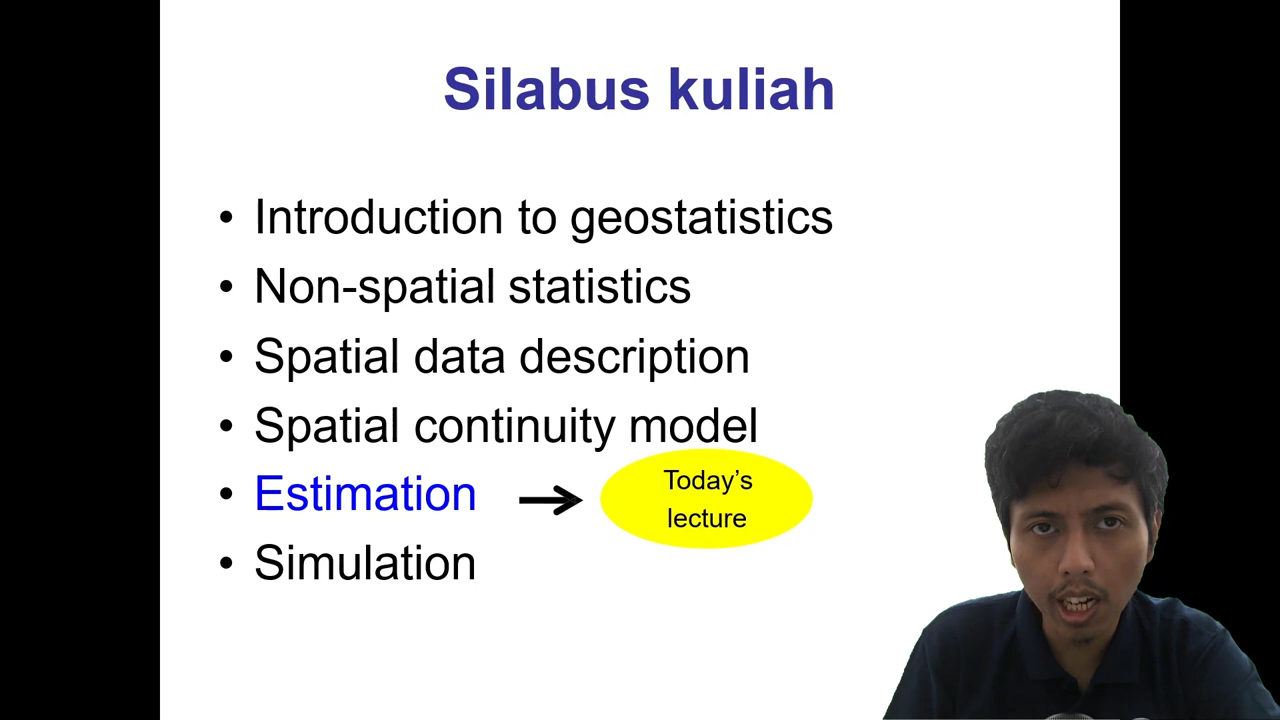 Silabus kuliah
• Introduction to geostatistics
• Non-spatial statistics
• Spatial data description
• Spatial continuity model
• Estimation
Today’s
lecture
• Simulation